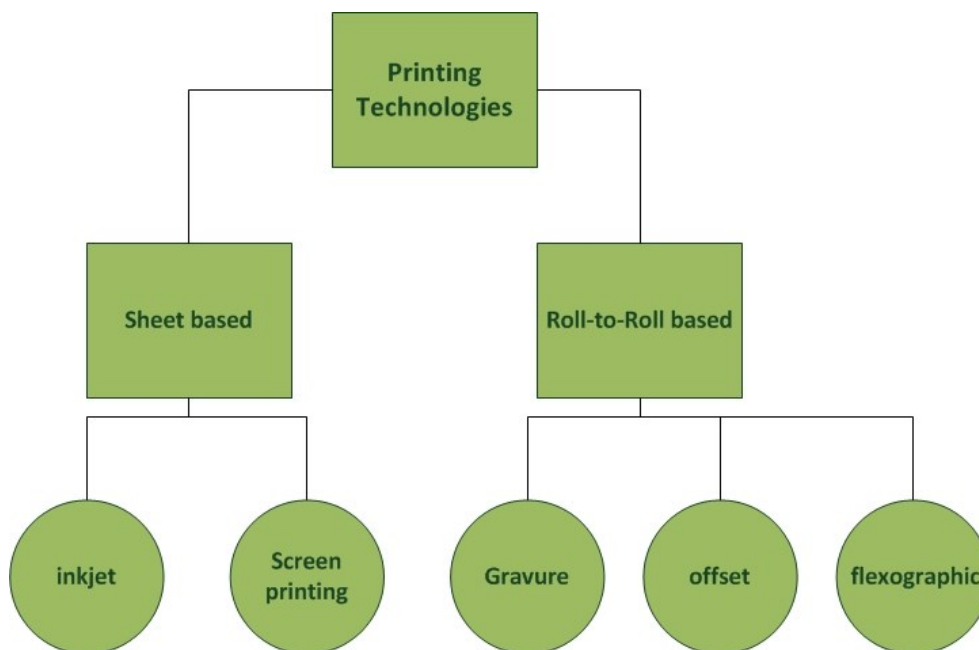 Printing
Technologies
Sheet based
Roll-to-Roll based
inkjet
Screen
printing
Gravure
offset
flexographic